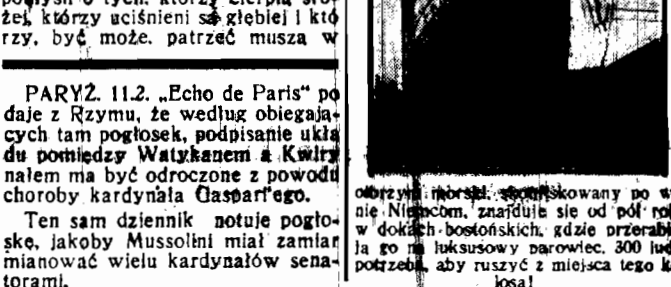 tych, którzy cierpią
żej, którzy uciśnieni są głębiej i któ
rzy, być może, patrzeć muszą w
PARYŻ. 11.2. „Echo de Paris“ po
daje z Rzymu, że według obiegają-
cych tam pogłosek, podpisanie ukła
du pomiędzy Watykanem a Kwiry
nałem ma być odroczone z powodu
choroby kardynała Gasparr'ego.
Ten sam dziennik notuje pogło-
skę, jakoby Mussolini miał zamiar
mianować wielu kardynałów sena-
torami.
olbrzym morski, skonfiskowany po w
nie Niemcom, znajduje się od pół ro
w dokach bostońskich, gdzie przerabi
ją go na luksusowy parowiec. 300 lud
potrzeba, aby ruszyć z miejsca tego k
losa!